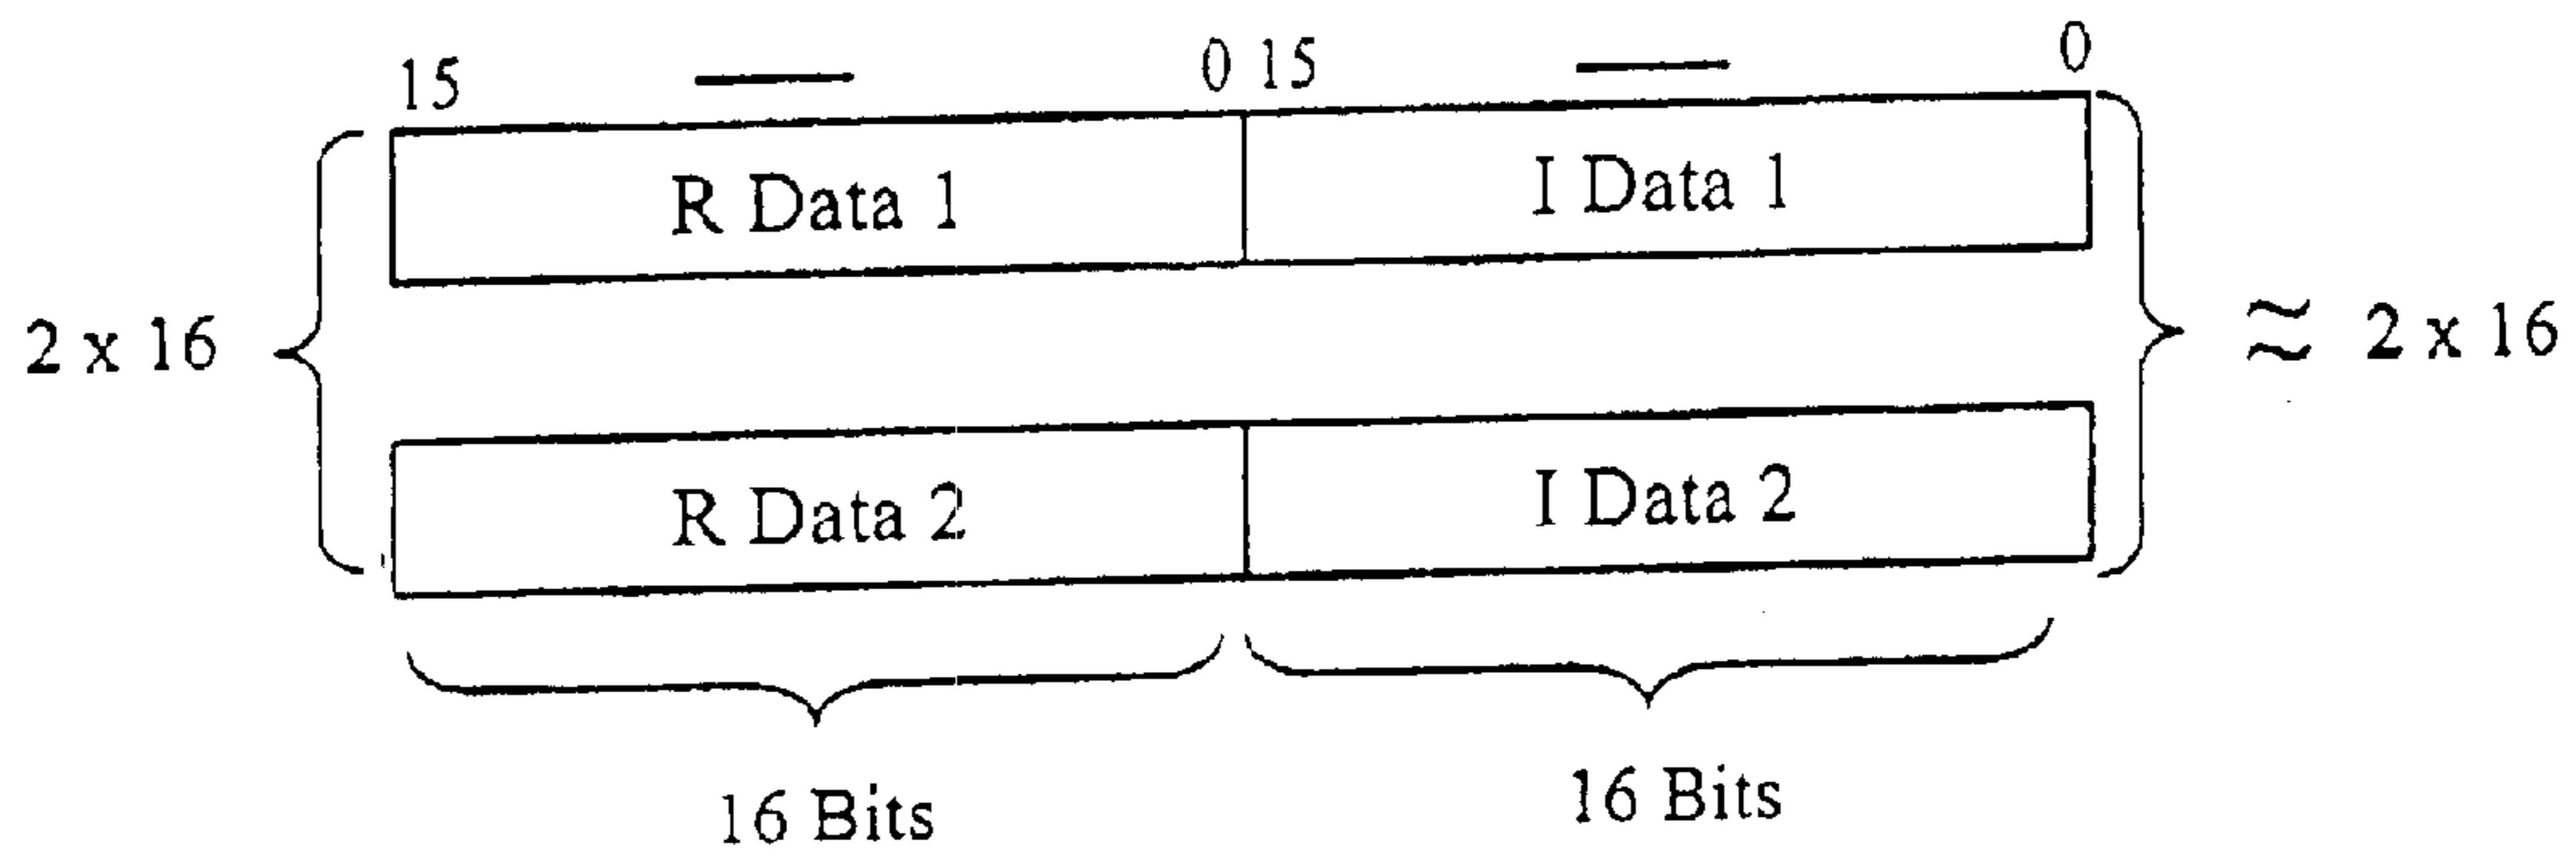 15 — 0 15 — 0
R Data 1 I Data 1
2 x 16 ≈ 2 x 16
R Data 2 I Data 2
16 Bits 16 Bits